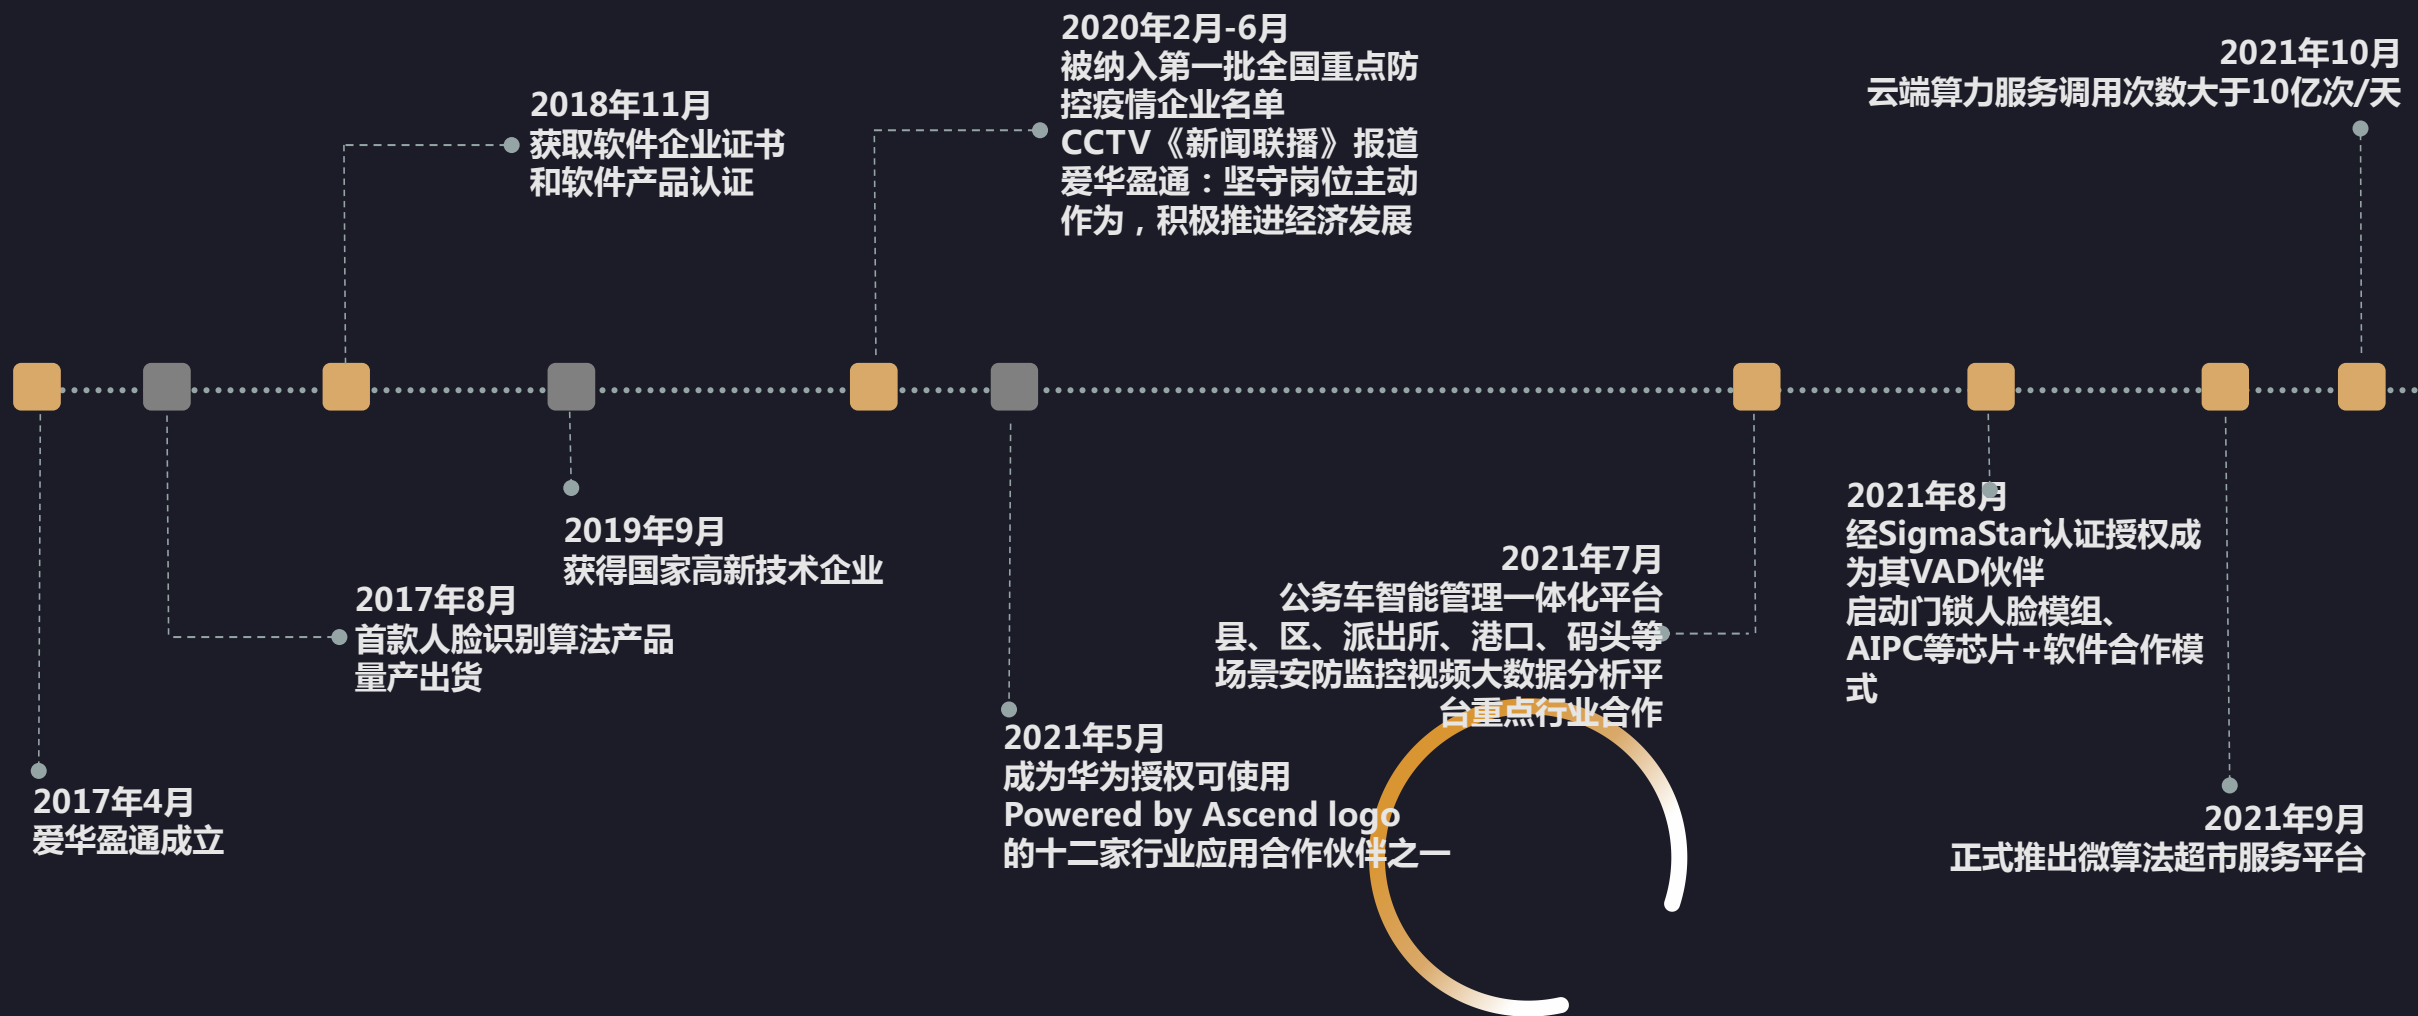 2020年2月-6月
被纳入第一批全国重点防
控疫情企业名单
CCTV《新闻联播》报道
爱华盈通：坚守岗位主动
作为，积极推进经济发展
2021年10月
云端算力服务调用次数大于10亿次/天
2018年11月
获取软件企业证书
和软件产品认证
2019年9月
获得国家高新技术企业
2017年8月
首款人脸识别算法产品
量产出货
2017年4月
爱华盈通成立
2021年5月
成为华为授权可使用
Powered by Ascend logo
的十二家行业应用合作伙伴之一
2021年7月
公务车智能管理一体化平台
县、区、派出所、港口、码头等
场景安防监控视频大数据分析平
台重点行业合作
2021年8月
经SigmaStar认证授权成
为其VAD伙伴
启动门锁人脸模组、
AIPC等芯片+软件合作模
式
2021年9月
正式推出微算法超市服务平台